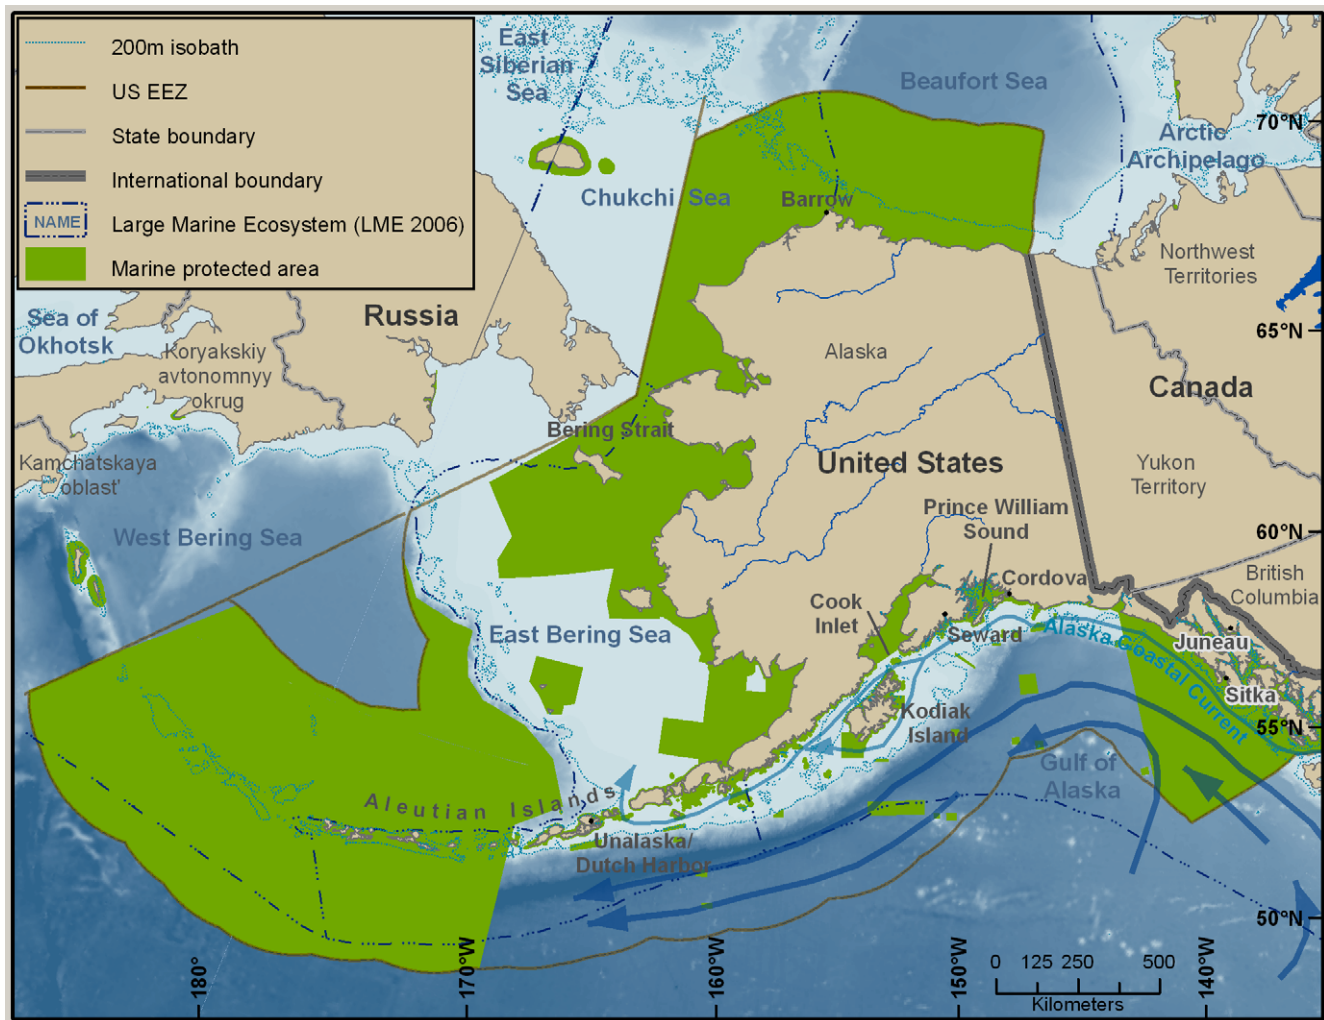 200m isobath
US EEZ
State boundary
International boundary
NAME
Large Marine Ecosystem (LME 2006)
Marine protected area
East
Siberian
Sea
Beaufort Sea
Arctic
Archipelago
70°N
Chukchi Sea
Barrow
Northwest
Territories
Sea of
Okhotsk
Russia
65°N
Koryakskiy
avtonomnyy
okrug
Alaska
Canada
Bering Strait
Kamchatskaya
oblast'
United States
Yukon
Territory
Prince William
Sound
West Bering Sea
60°N
Cordova
British
Columbia
Cook
Inlet
East Bering Sea
Seward
Alaska Coastal Current
Juneau
Sitka
Kodiak
Island
55°N
Gulf of
Alaska
Aleutian Islands
Unalaska/
Dutch Harbor
50°N
180°
170°W
160°W
150°W
140°W
0 125 250 500
Kilometers